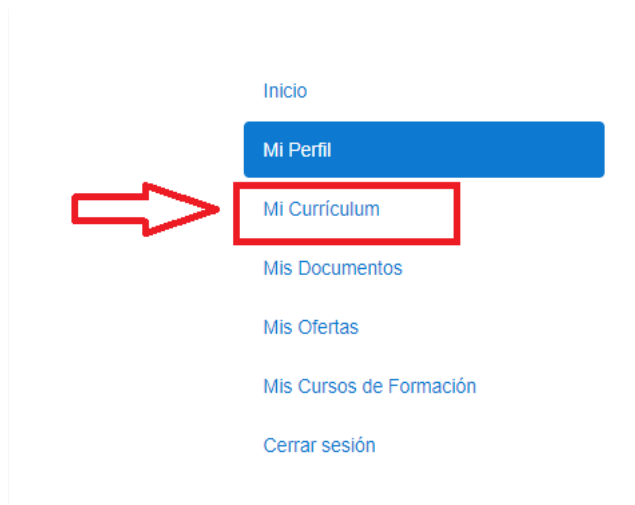 Inicio
Mi Perfil
Mi Currículum
Mis Documentos
Mis Ofertas
Mis Cursos de Formación
Cerrar sesión